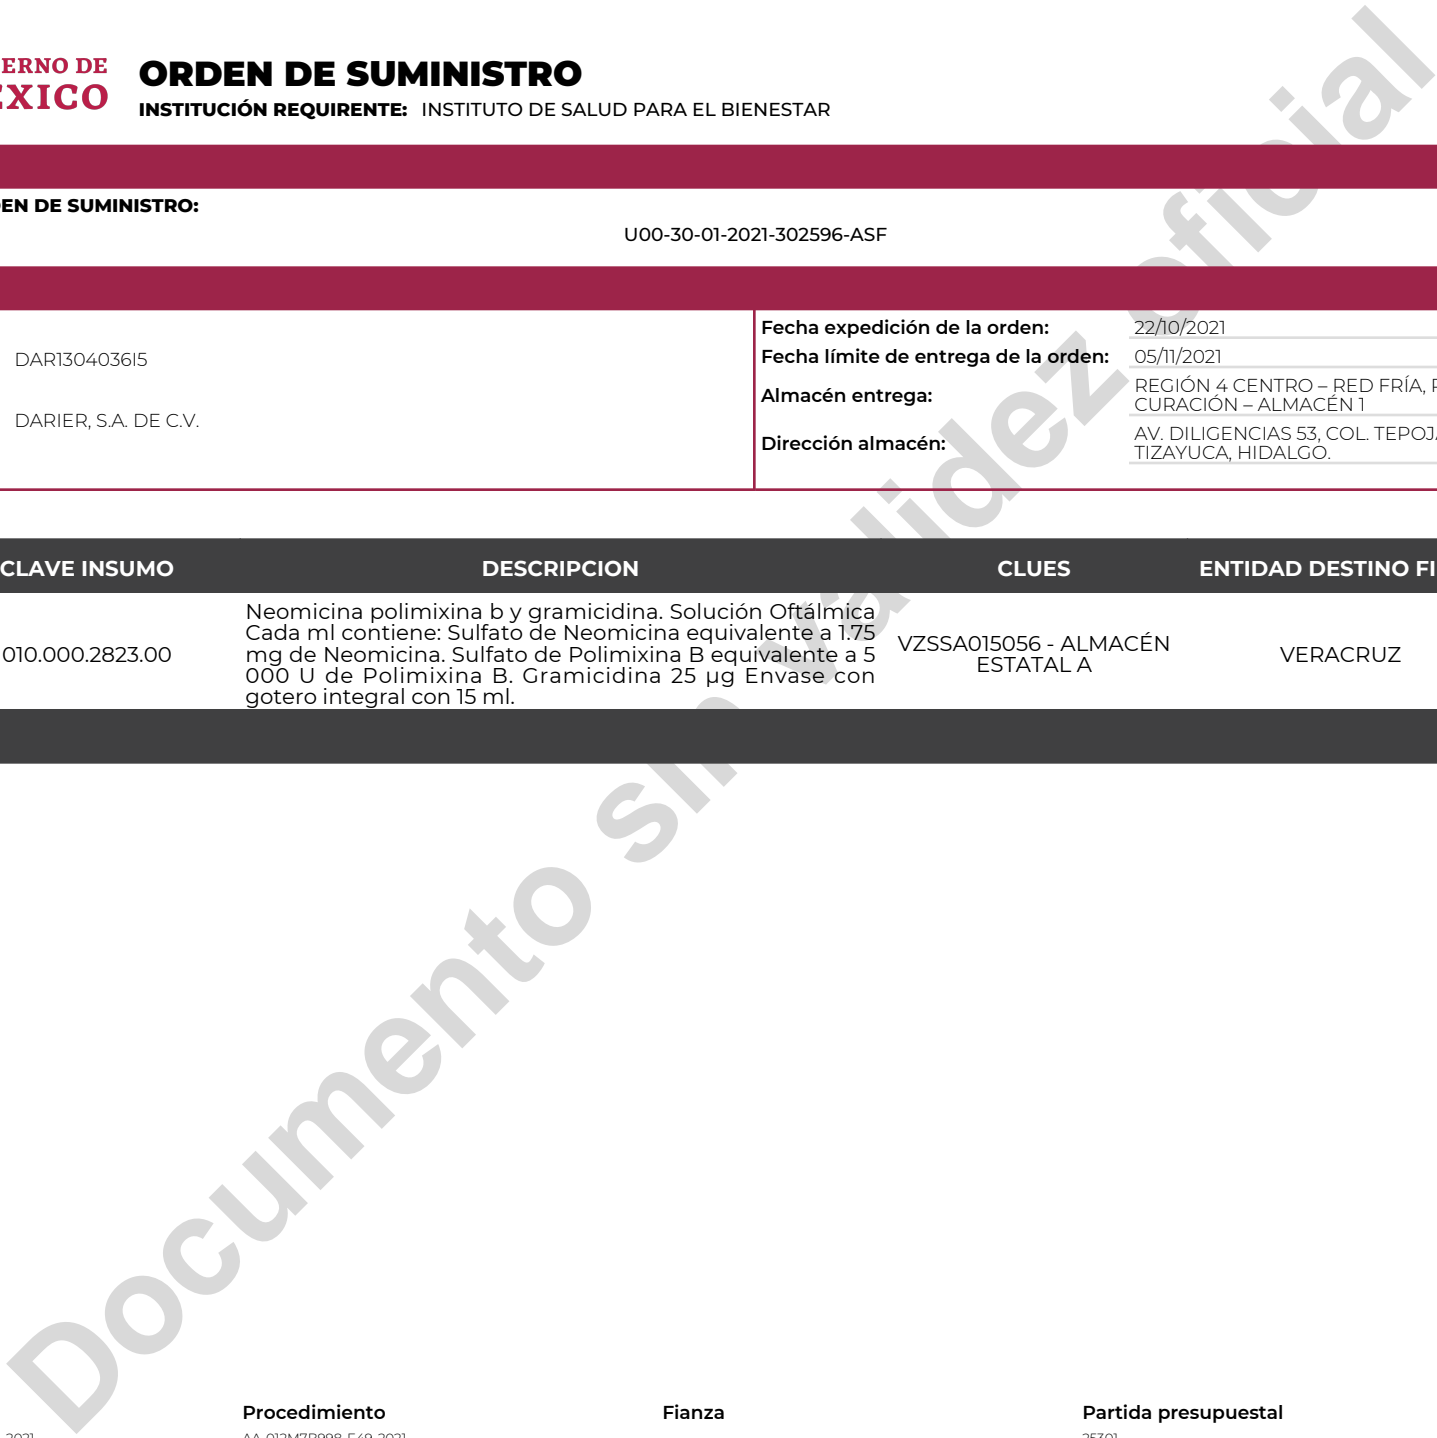 ERNO DE
ÉXICO
ORDEN DE SUMINISTRO
INSTITUCIÓN REQUIRENTE: INSTITUTO DE SALUD PARA EL BIENESTAR
EN DE SUMINISTRO:
U00-30-01-2021-302596-ASF
DAR1304036I5
DARIER, S.A. DE C.V.
Fecha expedición de la orden: 22/10/2021
Fecha límite de entrega de la orden: 05/11/2021
Almacén entrega: REGIÓN 4 CENTRO – RED FRÍA,
CURACIÓN – ALMACÉN 1
Dirección almacén: AV. DILIGENCIAS 53, COL. TEPOJ
TIZAYUCA, HIDALGO.
CLAVE INSUMO DESCRIPCION CLUES ENTIDAD DESTINO FI
010.000.2823.00
Neomicina polimixina b y gramicidina. Solución Oftálmica
Cada ml contiene: Sulfato de Neomicina equivalente a 1.75
mg de Neomicina. Sulfato de Polimixina B equivalente a 5
000 U de Polimixina B. Gramicidina 25 µg Envase con
gotero integral con 15 ml.
VZSSA015056 - ALMACÉN
ESTATAL A
VERACRUZ
Documento sin validez oficial
Procedimiento Fianza Partida presupuestal